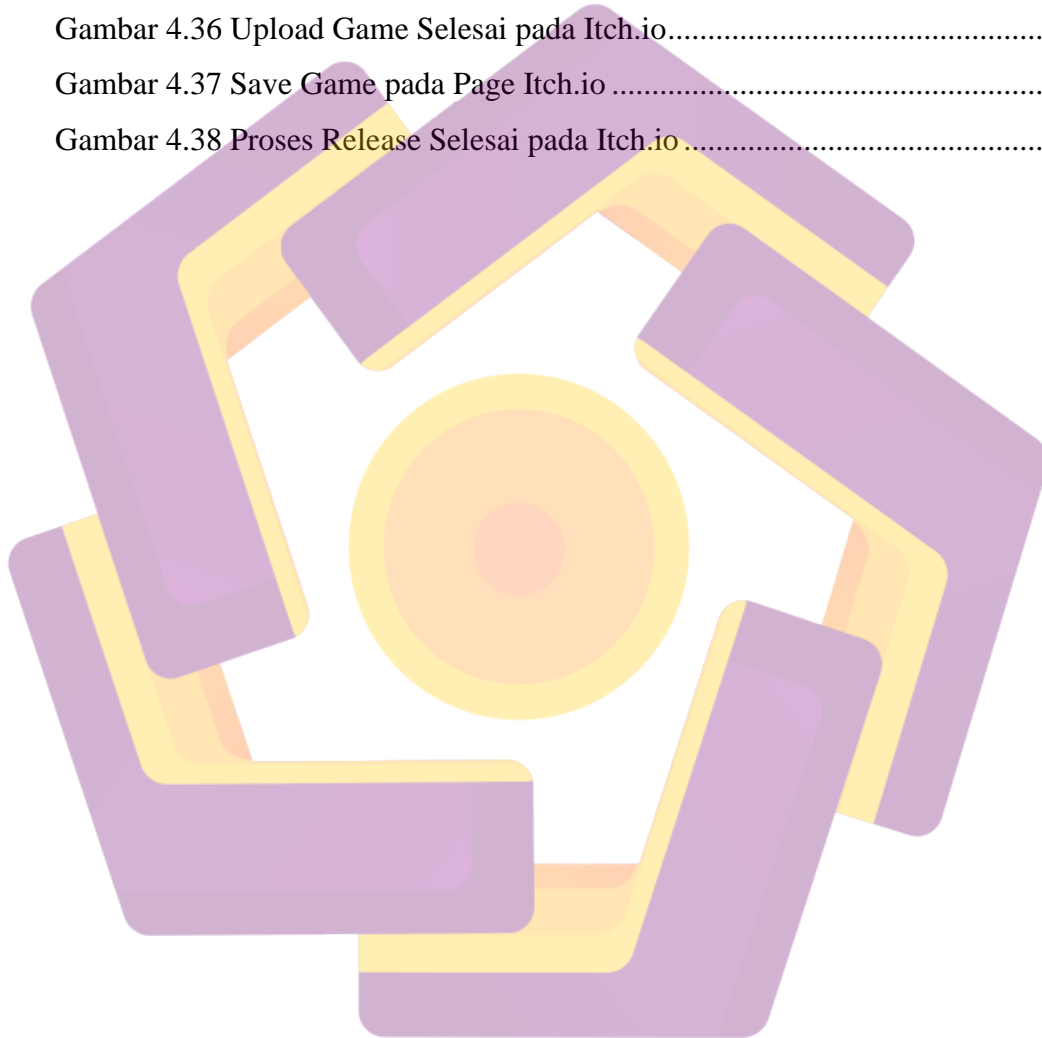 Gambar 4.36 Upload Game Selesai pada Itch.io..............................................
Gambar 4.37 Save Game pada Page Itch.io .....................................................
Gambar 4.38 Proses Release Selesai pada Itch.io ............................................